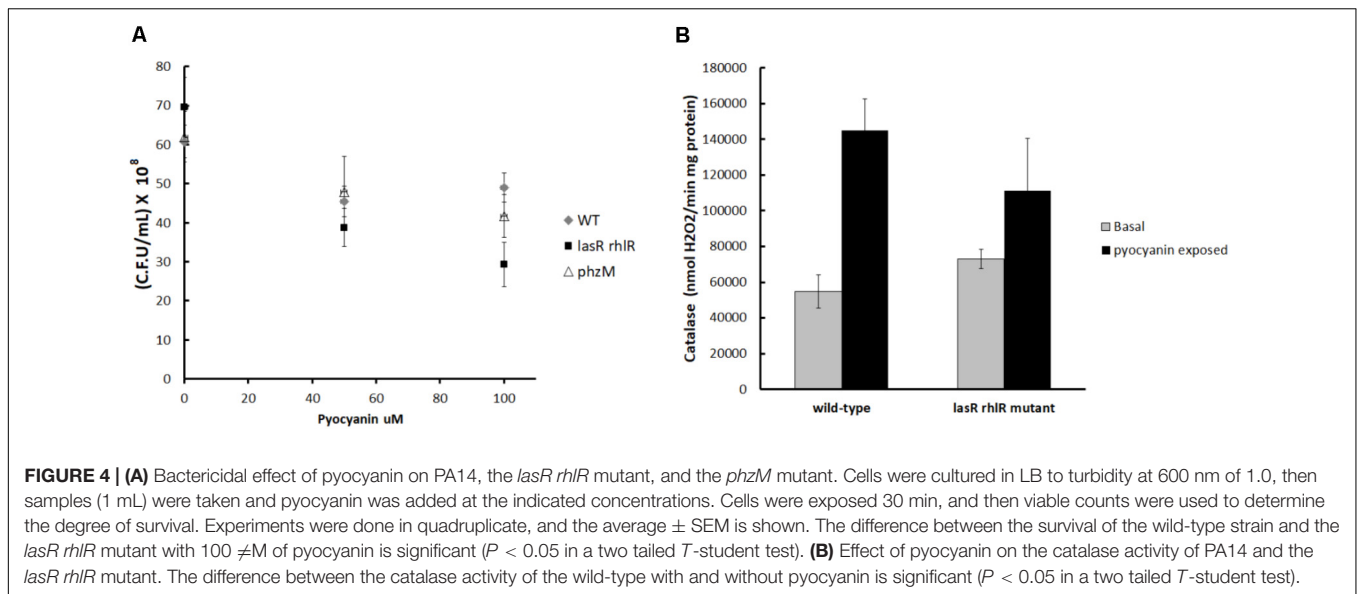 A
80
70
60
50
40
30
20
10
0
(C.F.U/mL) X 10⁸
0 20 40 60 80 100
Pyocyanin uM
WT
lasR rhlR
phzM
B
180000
160000
140000
120000
100000
80000
60000
40000
20000
0
Catalase (nmol H2O2/min mg protein)
wild-type lasR rhlR mutant
Basal
pyocyanin exposed
FIGURE 4 | (A) Bactericidal effect of pyocyanin on PA14, the lasR rhlR mutant, and the phzM mutant. Cells were cultured in LB to turbidity at 600 nm of 1.0, then
samples (1 mL) were taken and pyocyanin was added at the indicated concentrations. Cells were exposed 30 min, and then viable counts were used to determine
the degree of survival. Experiments were done in quadruplicate, and the average ± SEM is shown. The difference between the survival of the wild-type strain and the
lasR rhlR mutant with 100 ≠M of pyocyanin is significant (P < 0.05 in a two tailed T-student test). (B) Effect of pyocyanin on the catalase activity of PA14 and the
lasR rhlR mutant. The difference between the catalase activity of the wild-type with and without pyocyanin is significant (P < 0.05 in a two tailed T-student test).